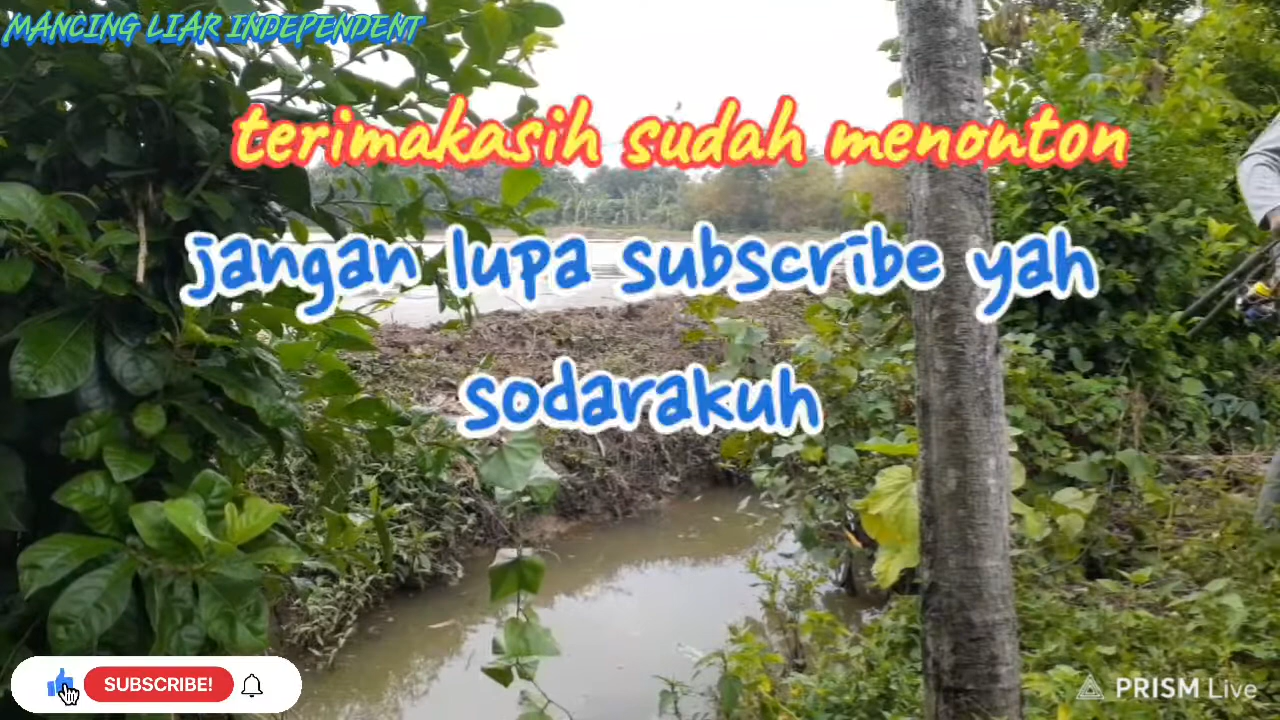 MANCING LIAR INDEPENDENT
terimakasih sudah menonton
jangan lupa subscribe yah
sodarakuh
SUBSCRIBE!
PRISM Live